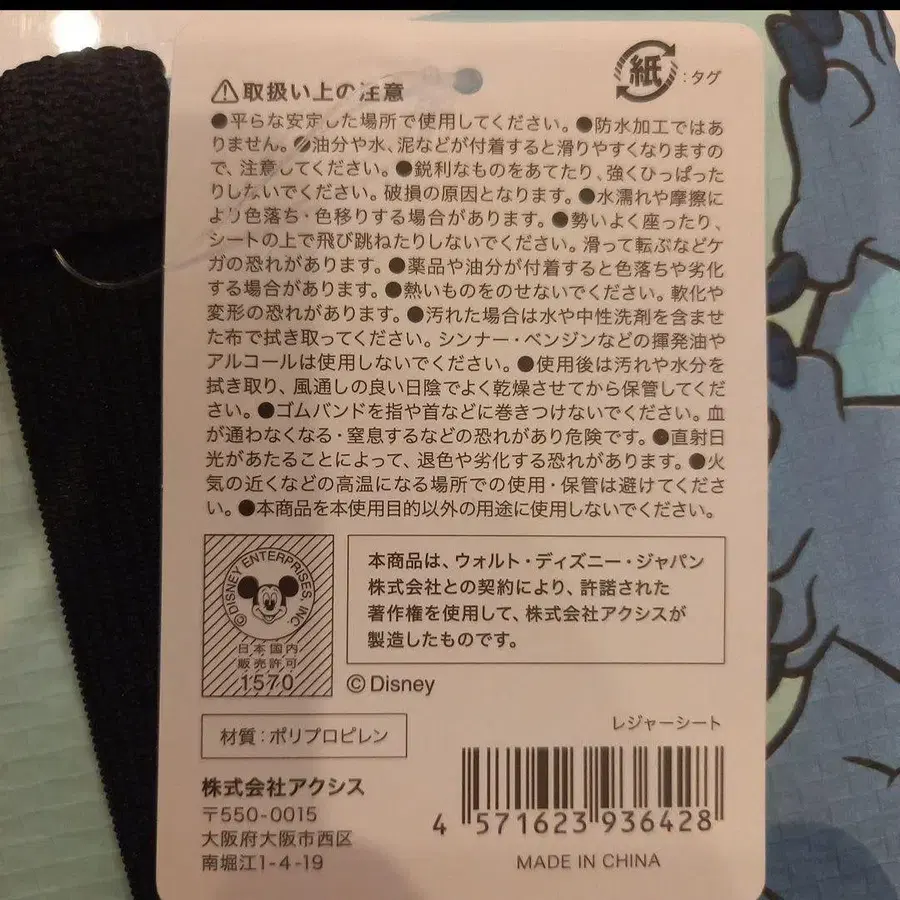 紙
:タグ
⚠取扱い上の注意
●平らな安定した場所で使用してください。●防水加工ではあ
りません。●油分や水、泥などが付着すると滑りやすくなりますの
で、注意してください。●鋭利なものをあてたり、強くひっぱった
りしないでください。破損の原因となります。●水濡れや摩擦に
より色落ち・色移りする場合があります。●勢いよく座ったり、
シートの上で飛び跳ねたりしないでください。滑って転ぶなどケ
ガの恐れがあります。●薬品や油分が付着すると色落ちや劣化
する場合があります。●熱いものをのせないでください。軟化や
変形の恐れがあります。●汚れた場合は水や中性洗剤を含ませ
た布で拭き取ってください。シンナー・ベンジンなどの揮発油や
アルコールは使用しないでください。●使用後は汚れや水分を
拭き取り、風通しの良い日陰でよく乾燥させてから保管してくだ
さい。●ゴムバンドを指や首などに巻きつけないでください。血
が通わなくなる・窒息するなどの恐れがあり危険です。●直射日
光があたることによって、退色や劣化する恐れがあります。●火
気の近くなどの高温になる場所での使用・保管は避けてくださ
い。●本商品を本使用目的以外の用途に使用しないでください。
©DISNEY ENTERPRISES, INC.
日本国内
販売許可
1570
本商品は、ウォルト・ディズニー・ジャパン
株式会社との契約により、許諾された
著作権を使用して、株式会社アクシスが
製造したものです。
©Disney
材質:ポリプロピレン
レジャーシート
株式会社アクシス
〒550-0015
大阪府大阪市西区
南堀江1-4-19
4 571623 936428
MADE IN CHINA